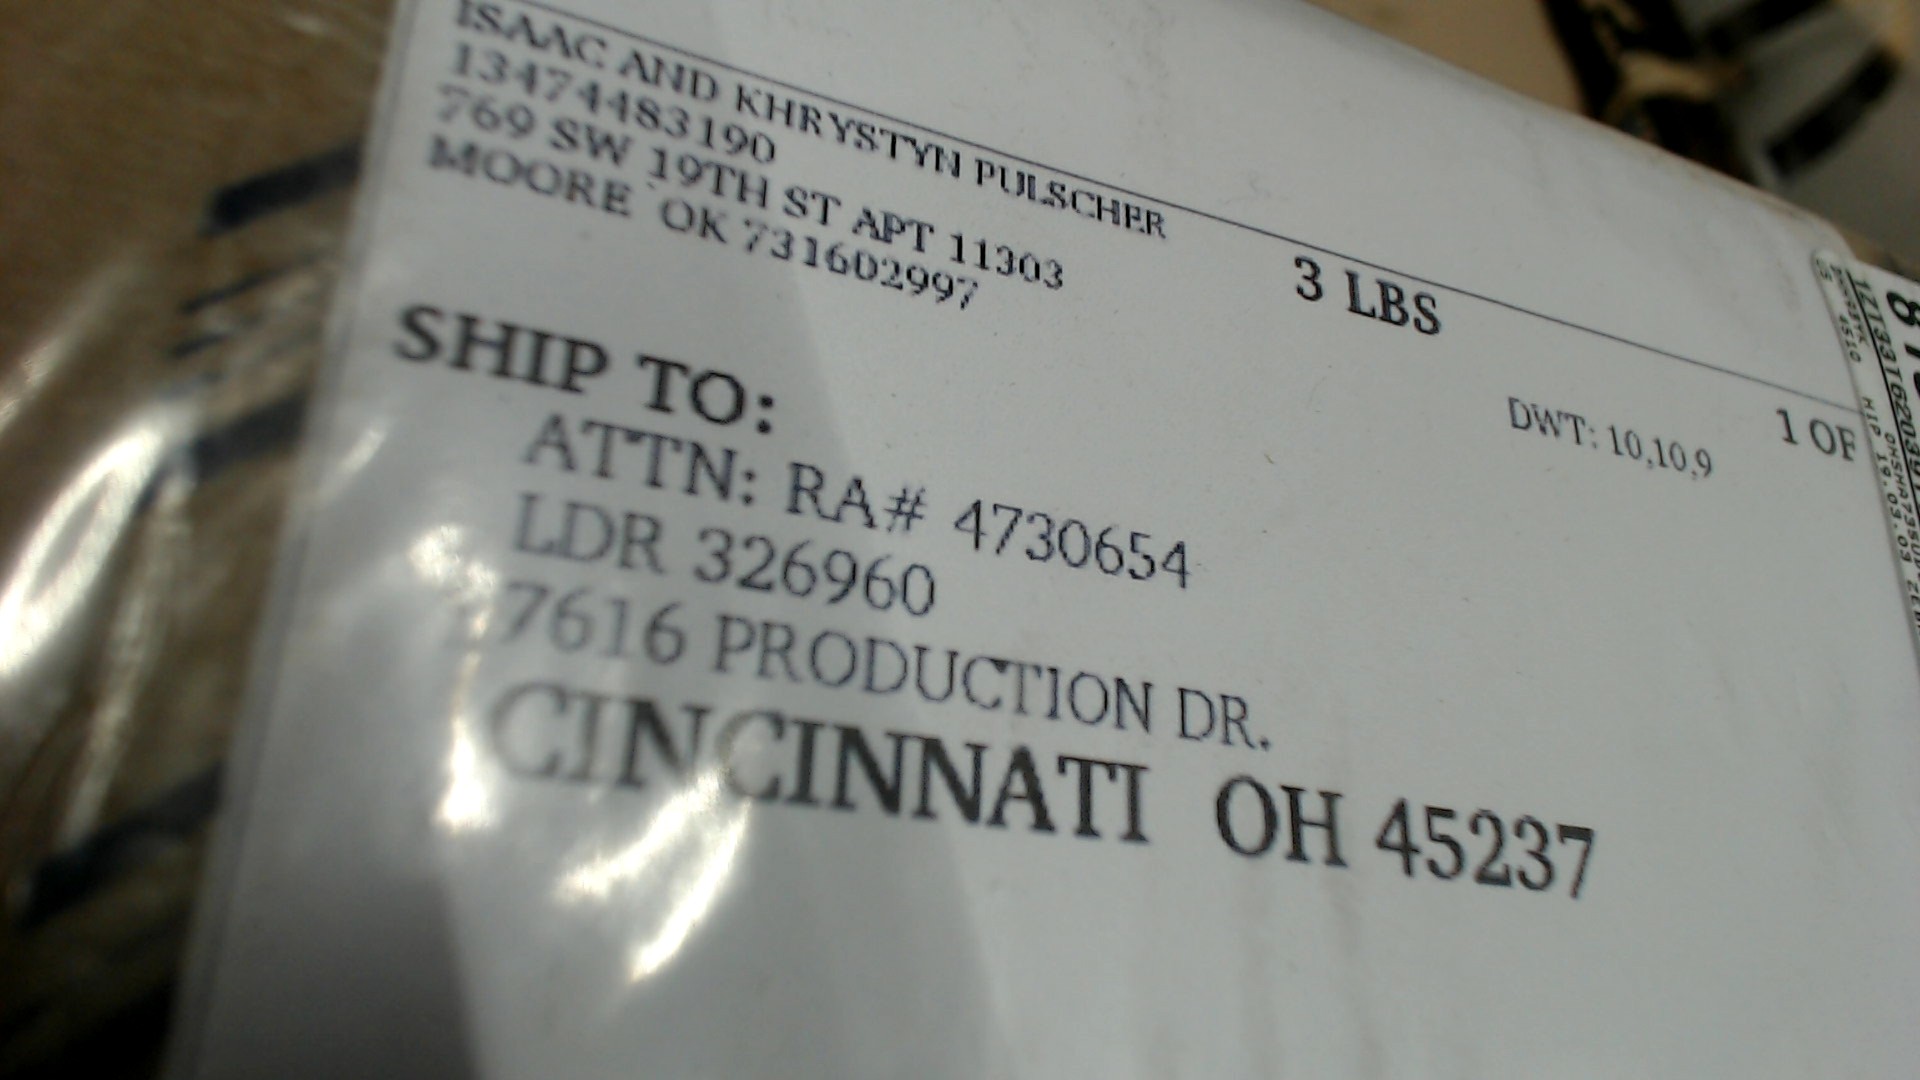 ISAAC AND KHRYSTYN PULSCHER
13474483190
769 SW 19TH ST APT 11303
MOORE OK 731602997
3 LBS
1 OF
DWT: 10,10,9
SHIP TO:
ATTN: RA# 4730654
LDR 326960
7616 PRODUCTION DR.
CINCINNATI OH 45237